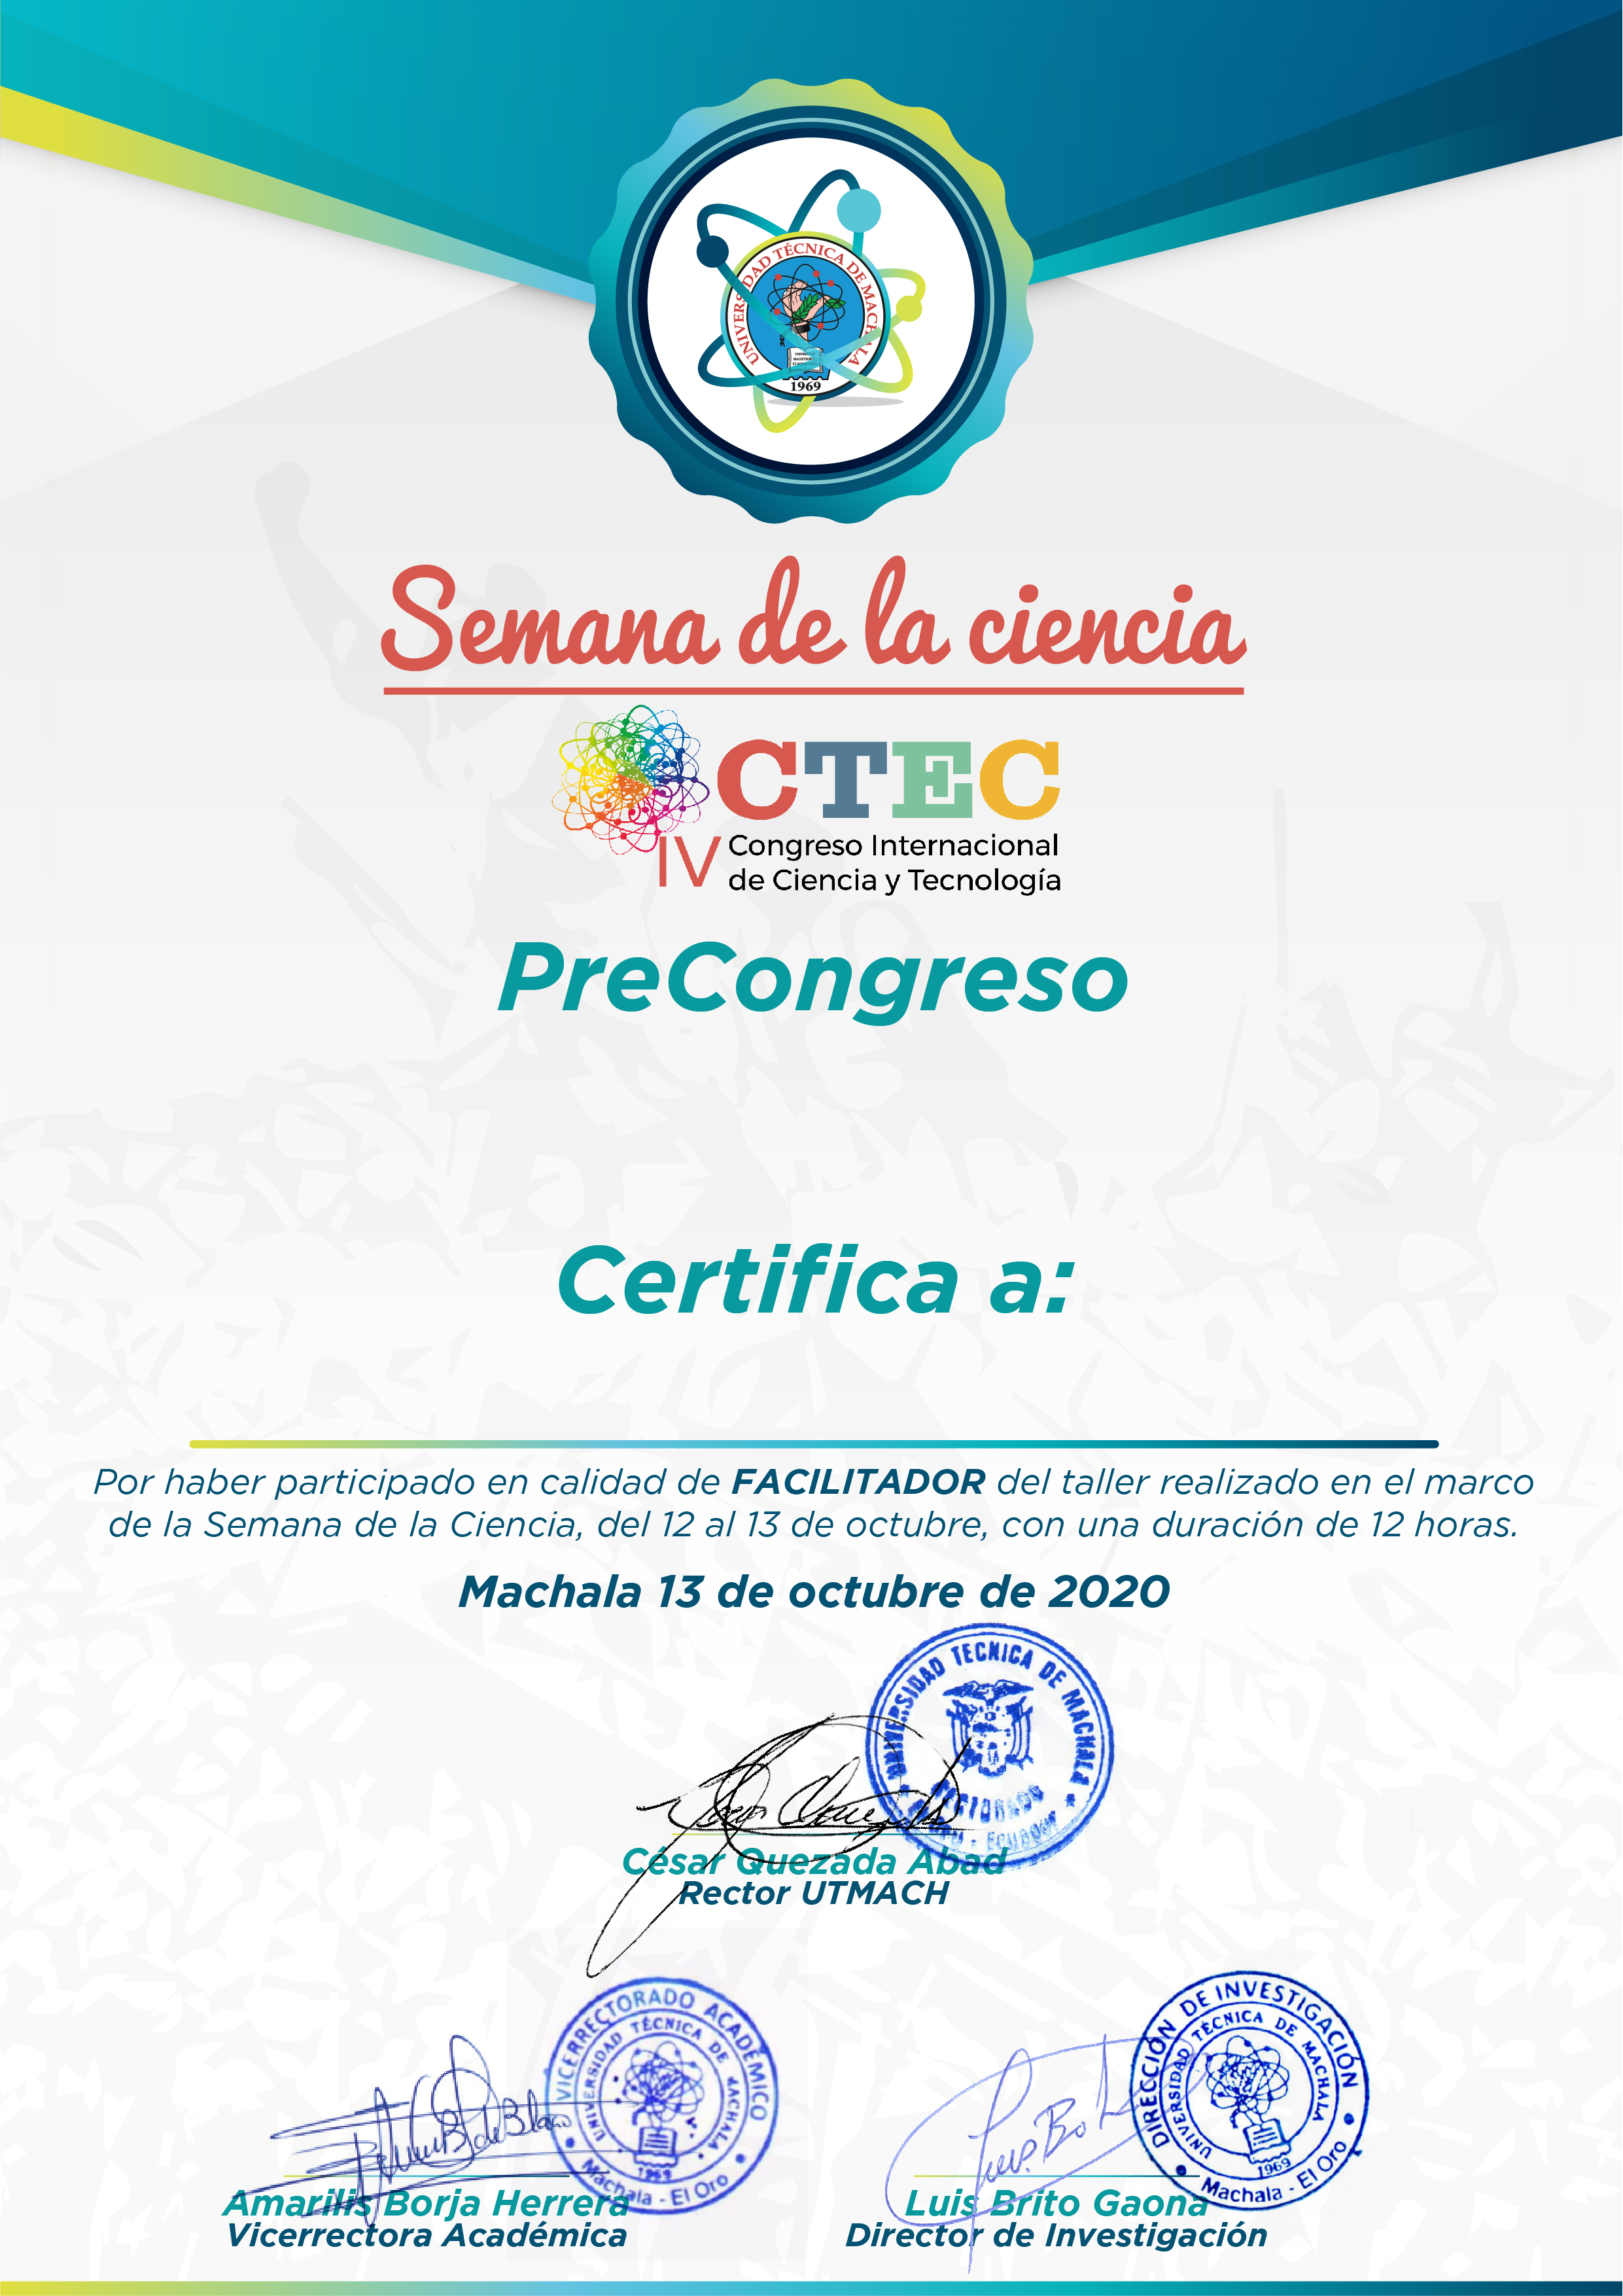 UNIVERSIDAD TÉCNICA DE MACHALA
1969
Semana de la ciencia
CTEC
IV Congreso Internacional
de Ciencia y Tecnología
PreCongreso
Certifica a:
Por haber participado en calidad de FACILITADOR del taller realizado en el marco
de la Semana de la Ciencia, del 12 al 13 de octubre, con una duración de 12 horas.
Machala 13 de octubre de 2020
UNIVERSIDAD TECNICA DE MACHALA
RECTORADO
ECUADOR
César Quezada Abad
Rector UTMACH
VICERRECTORADO ACADÉMICO
UNIVERSIDAD TÉCNICA DE MACHALA
1969
Machala - El Oro
Amarilis Borja Herrera
Vicerrectora Académica
DIRECCIÓN DE INVESTIGACIÓN
UNIVERSIDAD TÉCNICA DE MACHALA
1969
Machala - El Oro
Luis Brito Gaona
Director de Investigación